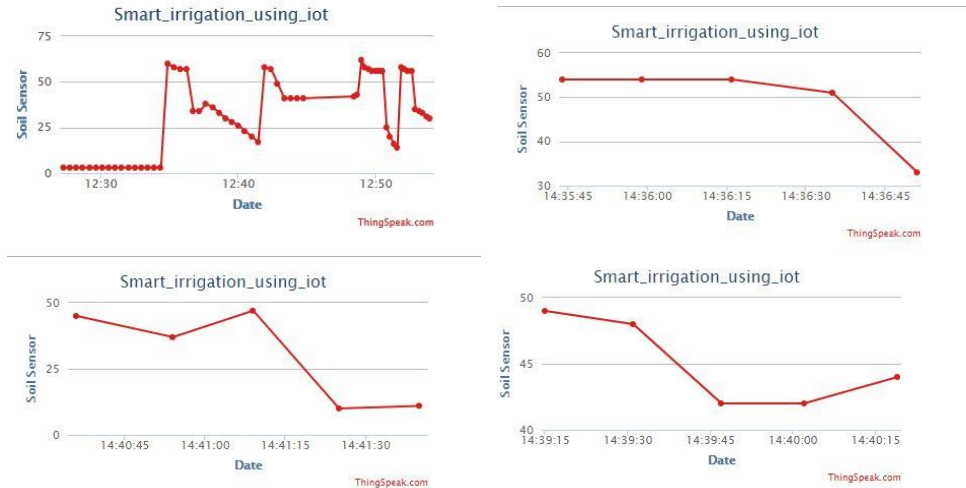 Smart_irrigation_using_iot
75
50
25
0
Soil Sensor
12:30 12:40 12:50
Date
ThingSpeak.com
Smart_irrigation_using_iot
60
50
40
30
Soil Sensor
14:35:45 14:36:00 14:36:15 14:36:30 14:36:45
Date
ThingSpeak.com
Smart_irrigation_using_iot
50
25
0
Soil Sensor
14:40:45 14:41:00 14:41:15 14:41:30
Date
ThingSpeak.com
Smart_irrigation_using_iot
50
45
40
Soil Sensor
14:39:15 14:39:30 14:39:45 14:40:00 14:40:15
Date
ThingSpeak.com